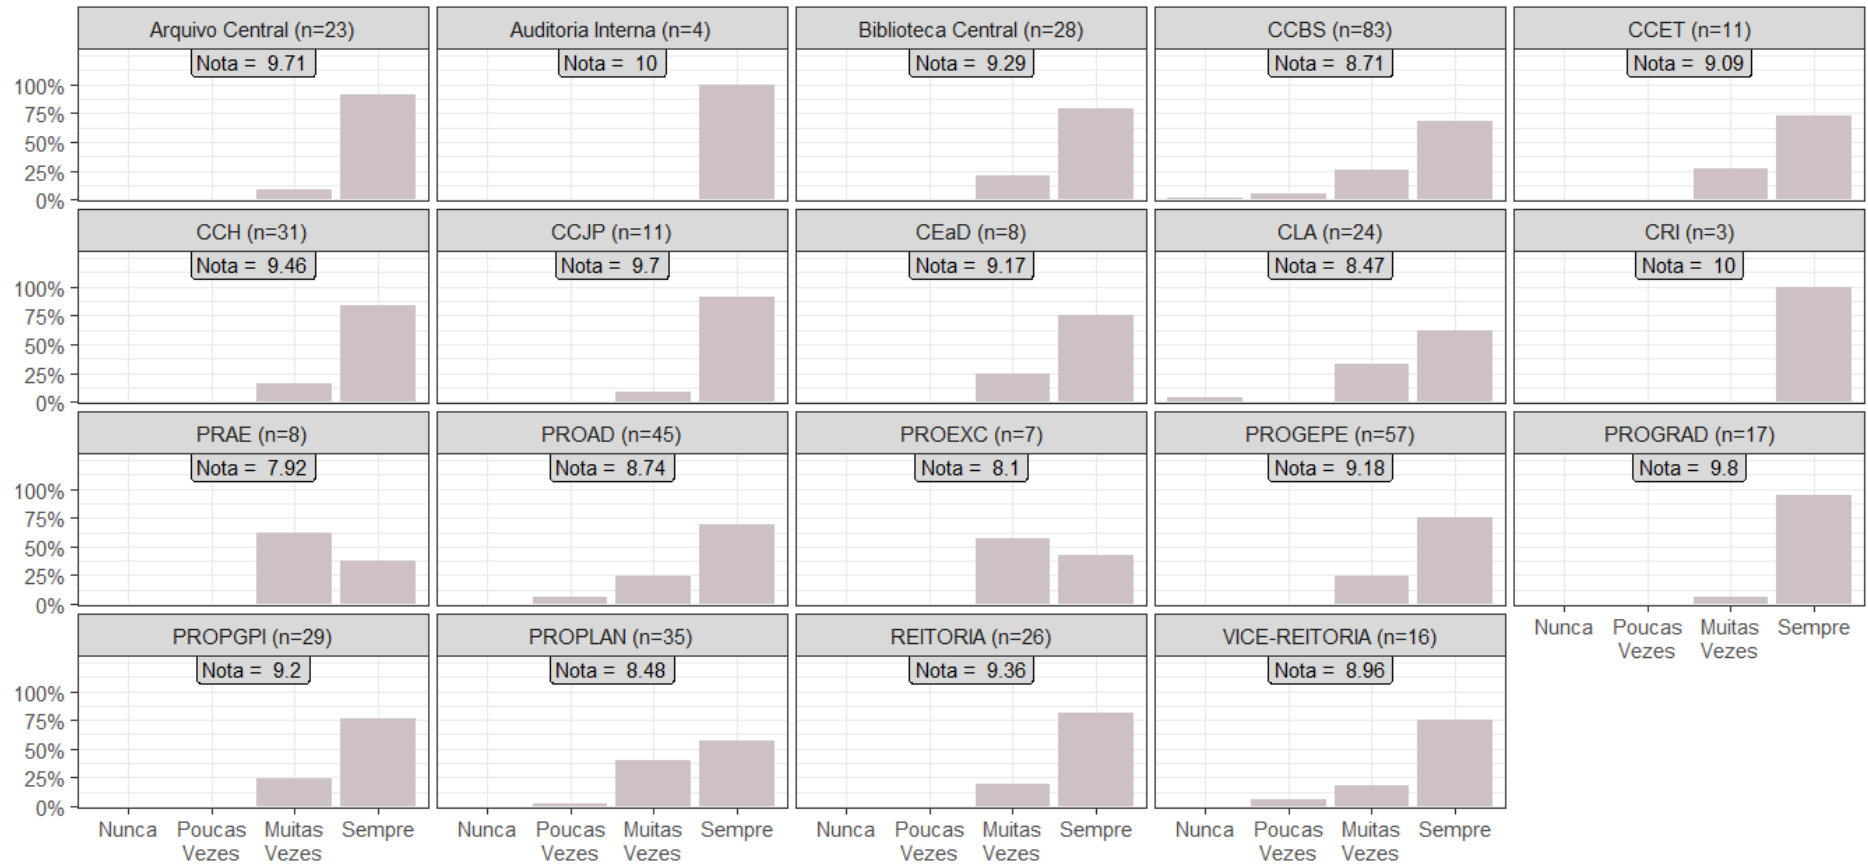 Arquivo Central (n=23)
Auditoria Interna (n=4)
Biblioteca Central (n=28)
CCBS (n=83)
CCET (n=11)
Nota = 9.71
Nota = 10
Nota = 9.29
Nota = 8.71
Nota = 9.09
100%
75%
50%
25%
0%
CCH (n=31)
CCJP (n=11)
CEaD (n=8)
CLA (n=24)
CRI (n=3)
Nota = 9.46
Nota = 9.7
Nota = 9.17
Nota = 8.47
Nota = 10
100%
75%
50%
25%
0%
PRAE (n=8)
PROAD (n=45)
PROEXC (n=7)
PROGEPE (n=57)
PROGRAD (n=17)
Nota = 7.92
Nota = 8.74
Nota = 8.1
Nota = 9.18
Nota = 9.8
100%
75%
50%
25%
0%
Nunca
Poucas
Vezes
Muitas
Vezes
Sempre
PROPGPI (n=29)
PROPLAN (n=35)
REITORIA (n=26)
VICE-REITORIA (n=16)
Nota = 9.2
Nota = 8.48
Nota = 9.36
Nota = 8.96
100%
75%
50%
25%
0%
Nunca
Poucas
Vezes
Muitas
Vezes
Sempre
Nunca
Poucas
Vezes
Muitas
Vezes
Sempre
Nunca
Poucas
Vezes
Muitas
Vezes
Sempre
Nunca
Poucas
Vezes
Muitas
Vezes
Sempre